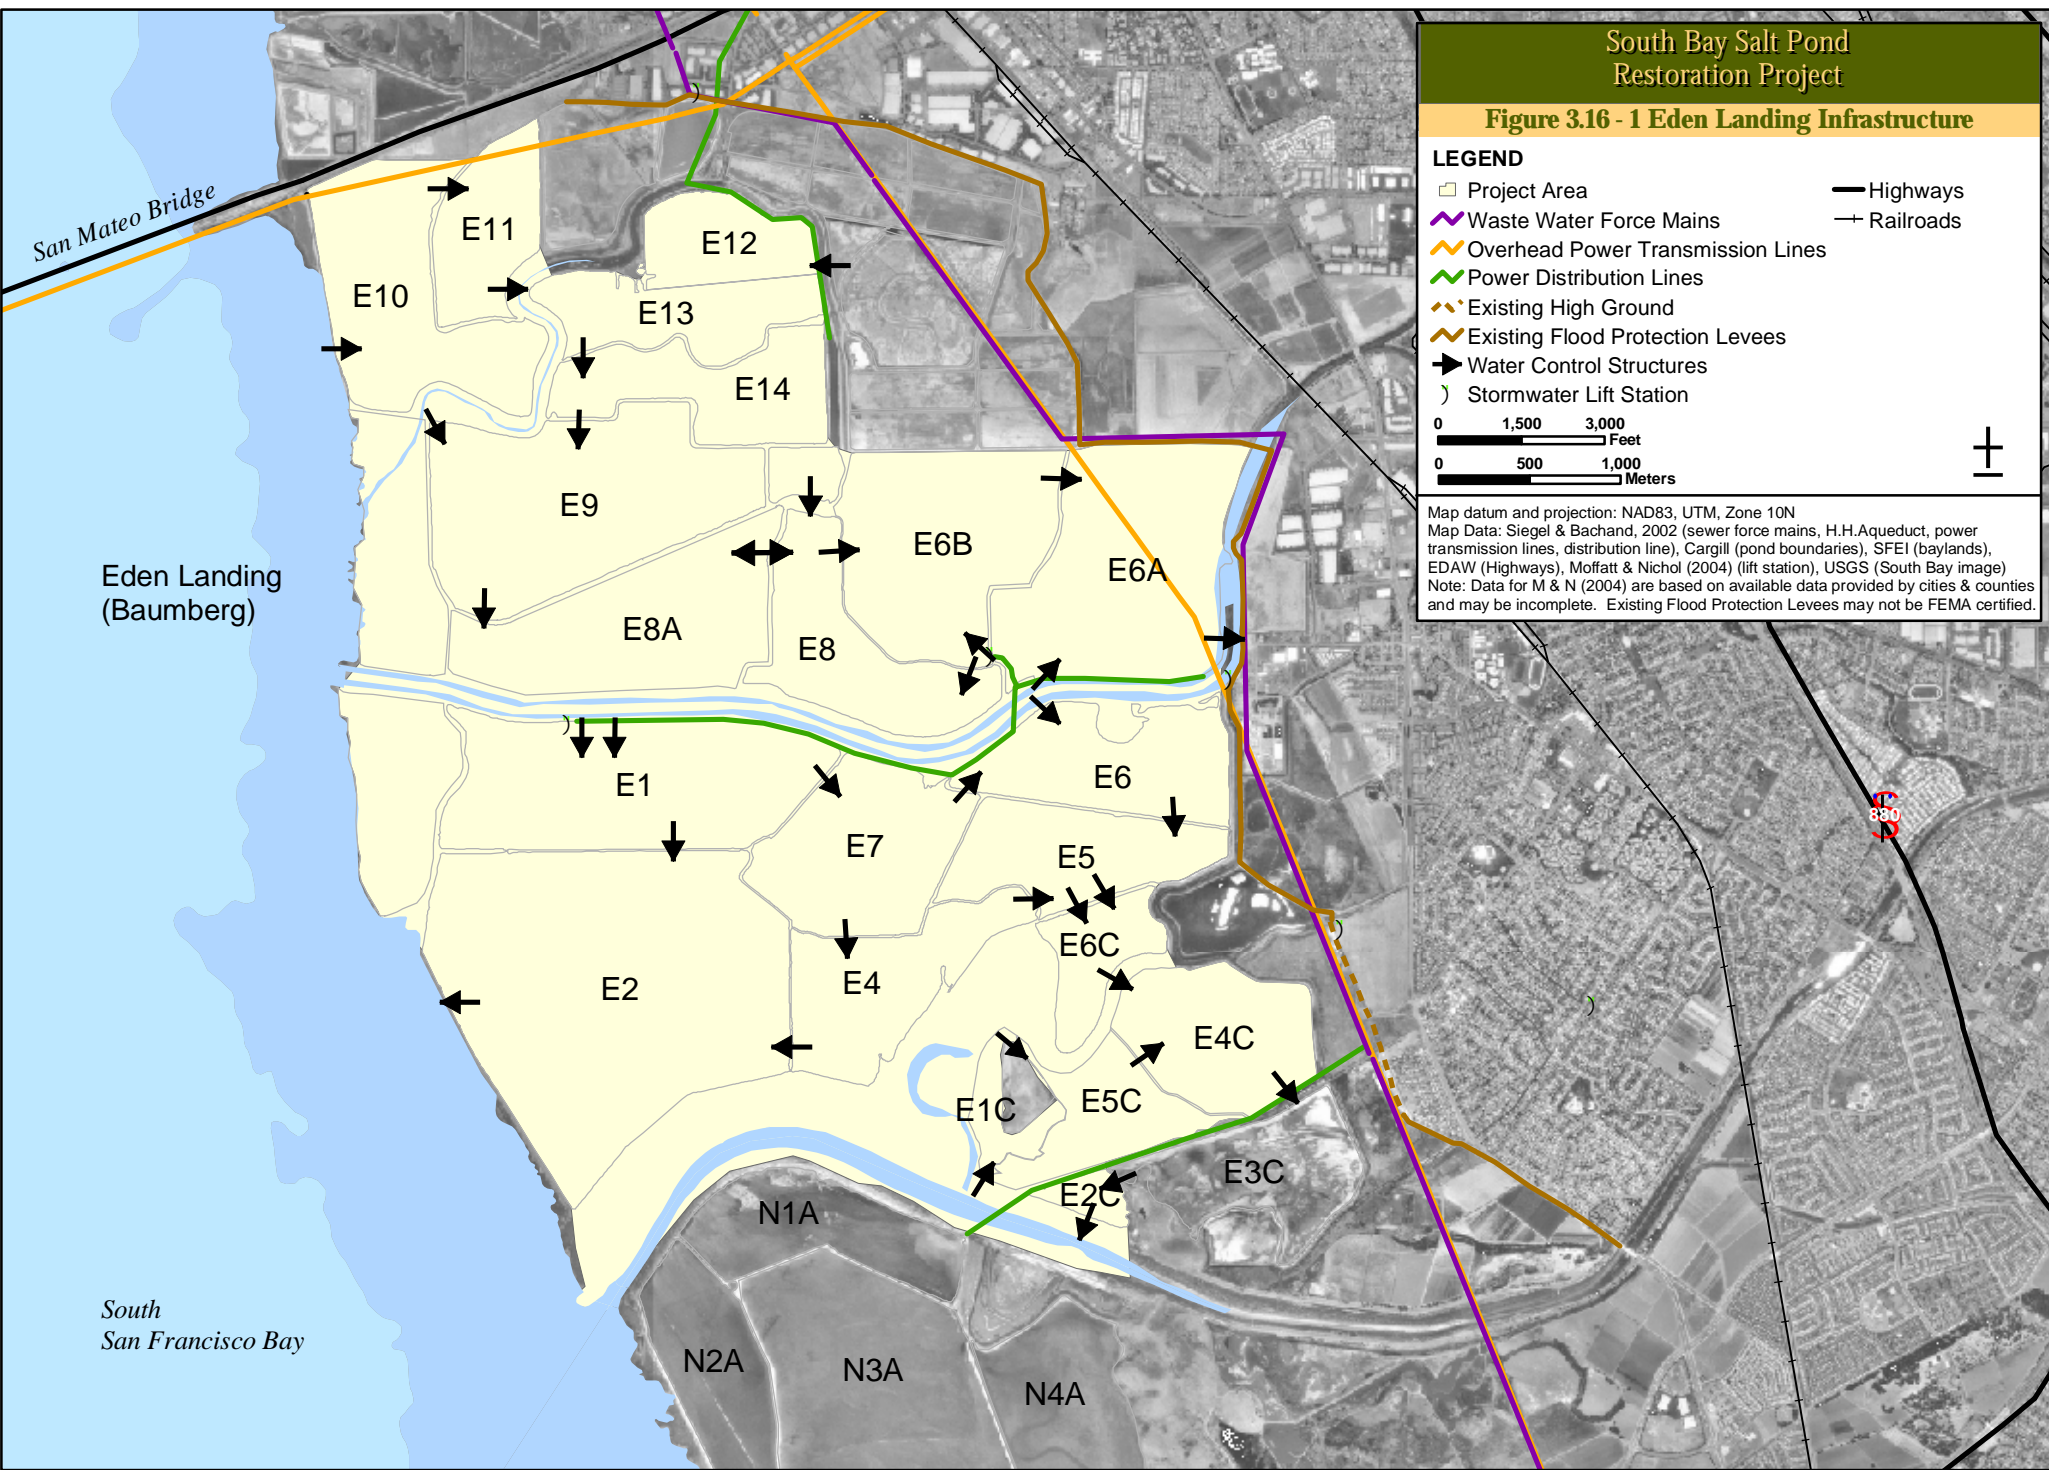 South Bay Salt Pond
Restoration Project
Figure 3.16 - 1 Eden Landing Infrastructure
LEGEND
Project Area
Waste Water Force Mains
Overhead Power Transmission Lines
Power Distribution Lines
Existing High Ground
Existing Flood Protection Levees
Water Control Structures
Stormwater Lift Station
Highways
Railroads
0 1,500 3,000
Feet
0 500 1,000
Meters
Map datum and projection: NAD83, UTM, Zone 10N
Map Data: Siegel & Bachand, 2002 (sewer force mains, H.H.Aqueduct, power
transmission lines, distribution line), Cargill (pond boundaries), SFEI (baylands),
EDAW (Highways), Moffatt & Nichol (2004) (lift station), USGS (South Bay image)
Note: Data for M & N (2004) are based on available data provided by cities & counties
and may be incomplete. Existing Flood Protection Levees may not be FEMA certified.
San Mateo Bridge
E11
E12
E10
E13
E14
E9
E6B
E6A
Eden Landing
(Baumberg)
E8A
E8
E1
E6
E7
E5
880
E6C
E2
E4
E4C
E1C
E5C
E3C
E2C
N1A
South
San Francisco Bay
N2A
N3A
N4A